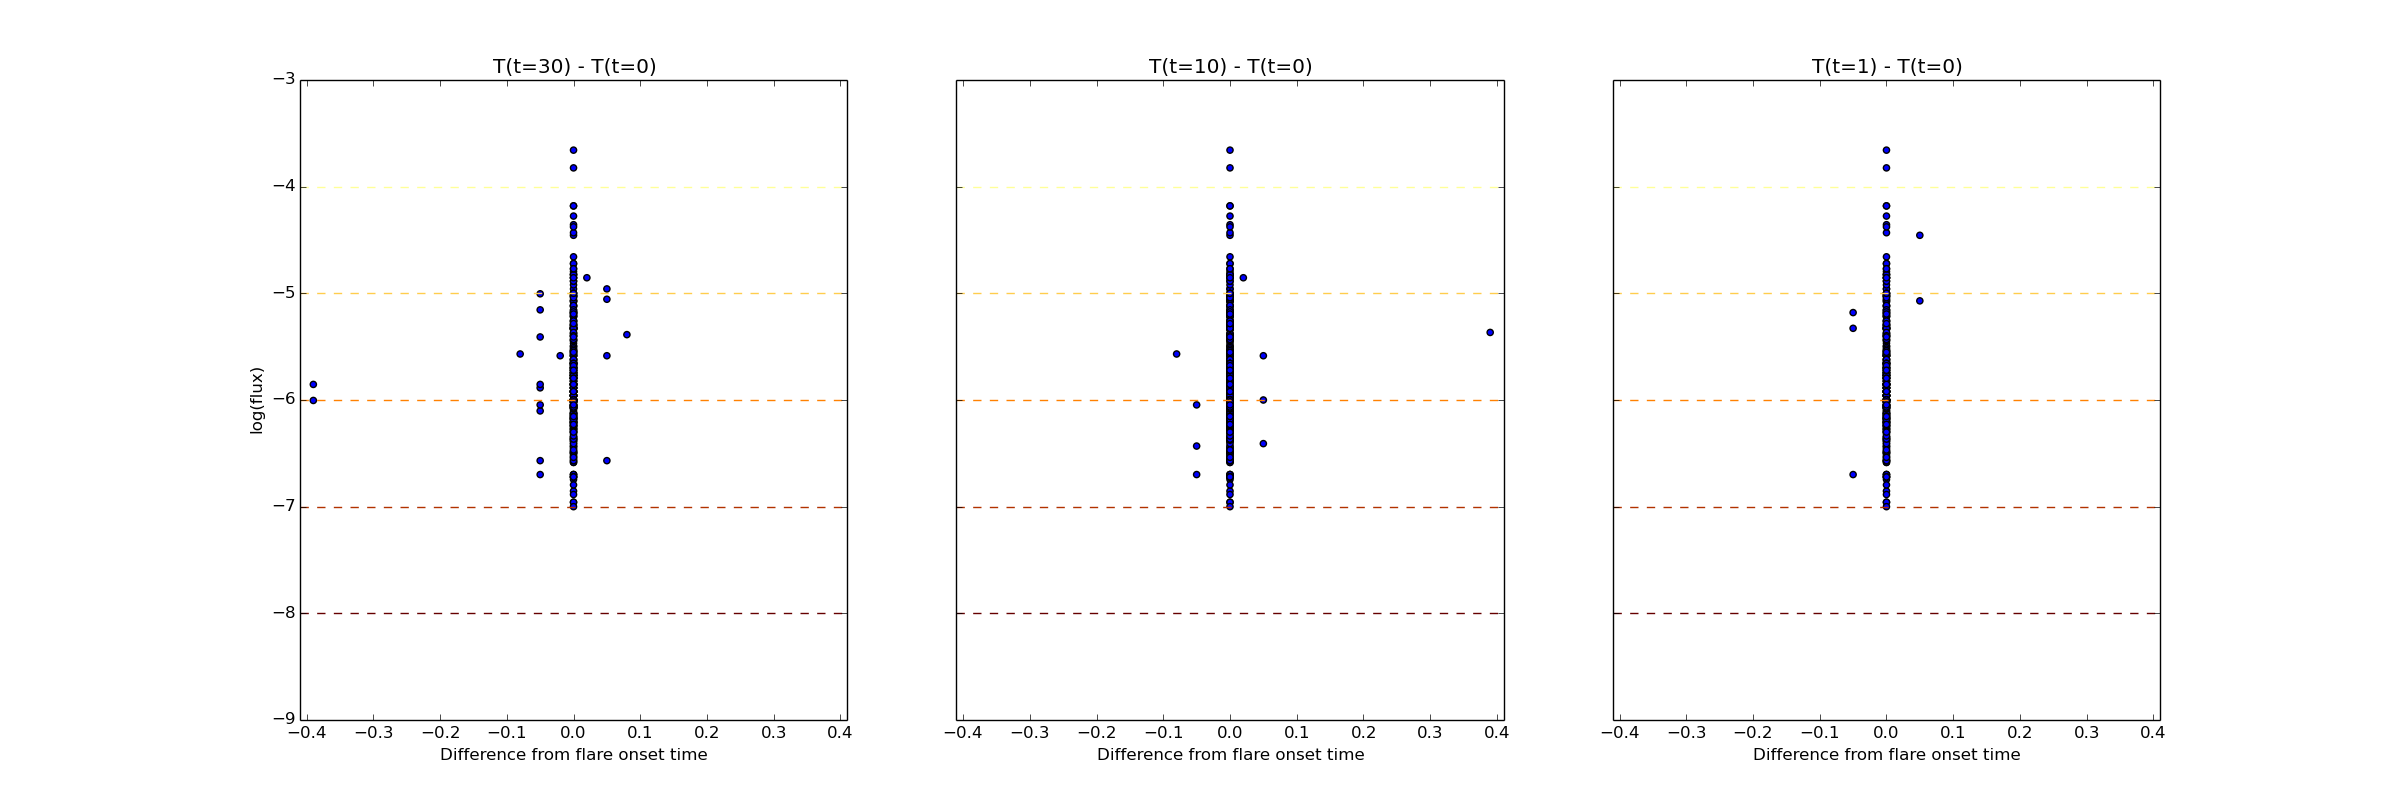 T(t=30) - T(t=0)
T(t=10) - T(t=0)
T(t=1) - T(t=0)
−3
−4
−5
−6
−7
−8
−9
log(flux)
−0.4 −0.3 −0.2 −0.1 0.0 0.1 0.2 0.3 0.4
−0.4 −0.3 −0.2 −0.1 0.0 0.1 0.2 0.3 0.4
−0.4 −0.3 −0.2 −0.1 0.0 0.1 0.2 0.3 0.4
Difference from flare onset time
Difference from flare onset time
Difference from flare onset time